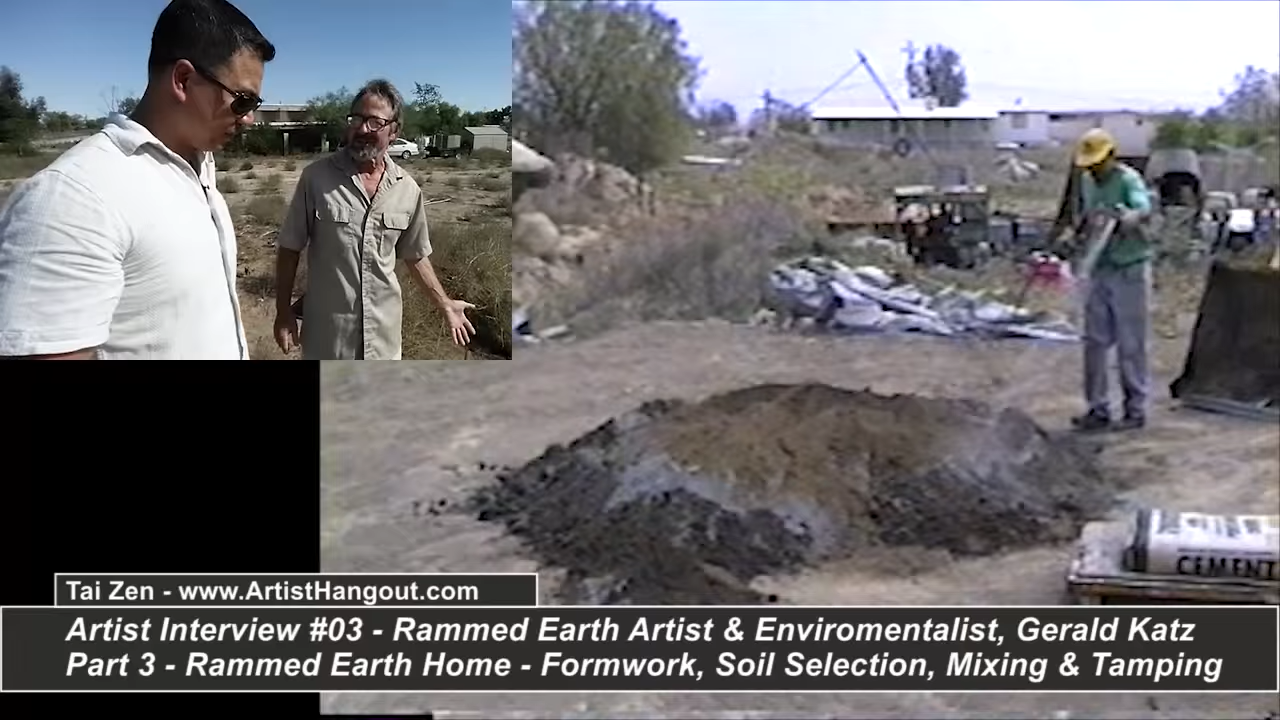 CEMENT
Tai Zen - www.ArtistHangout.com
Artist Interview #03 - Rammed Earth Artist & Enviromentalist, Gerald Katz
Part 3 - Rammed Earth Home - Formwork, Soil Selection, Mixing & Tamping